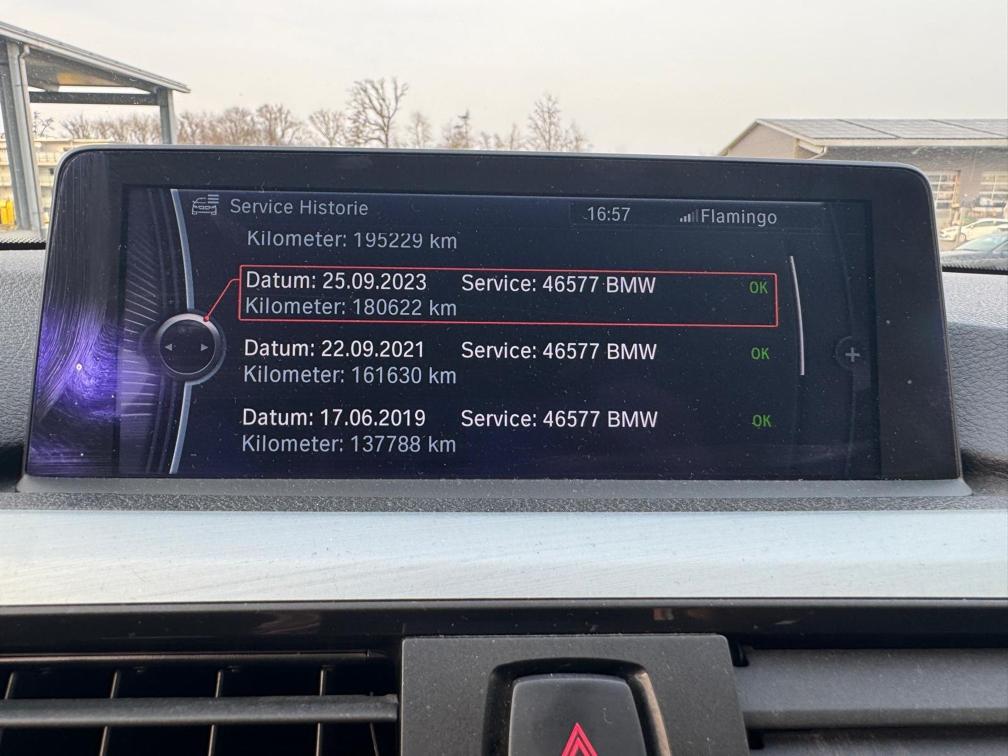 Service Historie 16:57 Flamingo
Kilometer: 195229 km
Datum: 25.09.2023 Service: 46577 BMW OK
Kilometer: 180622 km
Datum: 22.09.2021 Service: 46577 BMW OK
Kilometer: 161630 km
Datum: 17.06.2019 Service: 46577 BMW OK
Kilometer: 137788 km